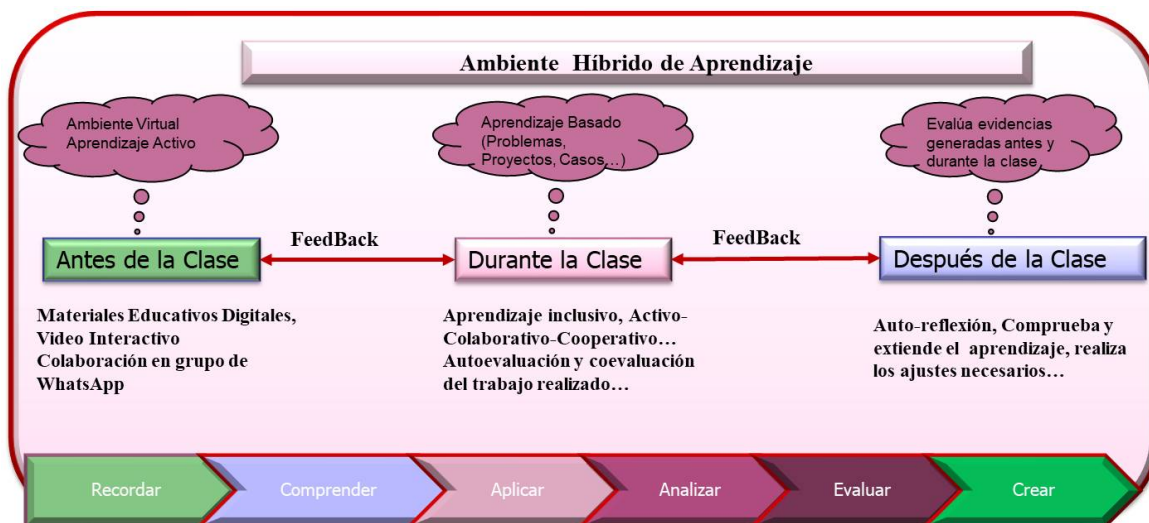 Ambiente Híbrido de Aprendizaje
Ambiente Virtual
Aprendizaje Activo
Aprendizaje Basado
(Problemas,
Proyectos, Casos…)
Evalúa evidencias
generadas antes y
durante la clase
Antes de la Clase
FeedBack
Durante la Clase
FeedBack
Después de la Clase
Materiales Educativos Digitales,
Video Interactivo
Colaboración en grupo de
WhatsApp
Aprendizaje inclusivo, Activo-
Colaborativo-Cooperativo…
Autoevaluación y coevaluación
del trabajo realizado…
Auto-reflexión, Comprueba y
extiende el aprendizaje, realiza
los ajustes necesarios…
Recordar
Comprender
Aplicar
Analizar
Evaluar
Crear